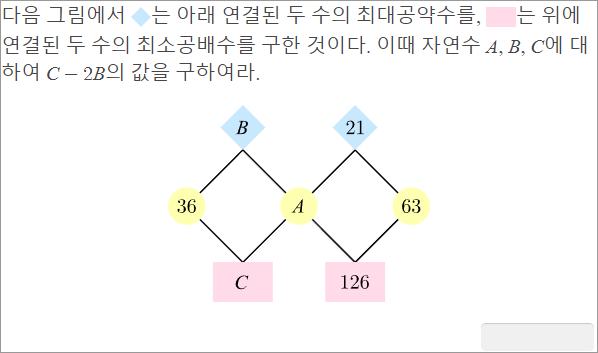 다음 그림에서 는 아래 연결된 두 수의 최대공약수를, 는 위에
연결된 두 수의 최소공배수를 구한 것이다. 이때 자연수 A, B, C에 대
하여 C − 2B의 값을 구하여라.
B 21
36 A 63
C 126